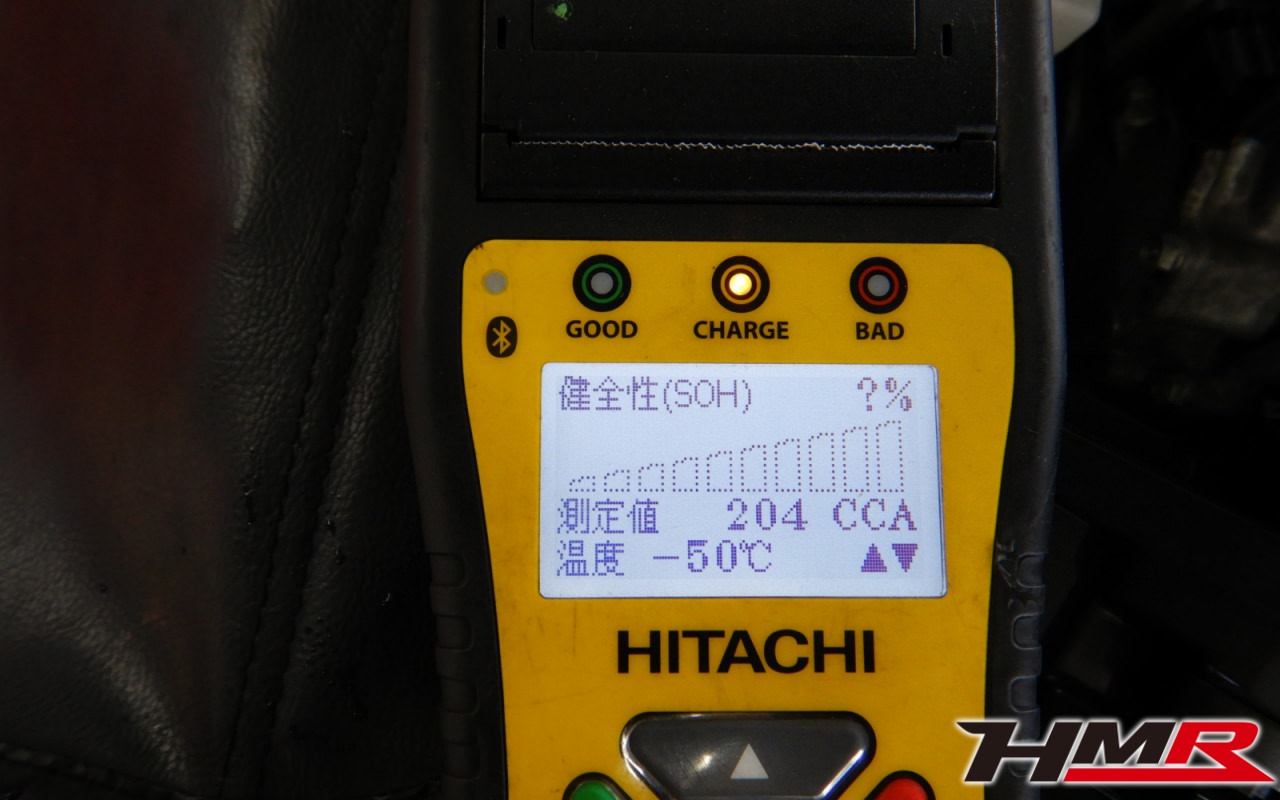 GOOD CHARGE BAD
健全性(SOH) ?%
測定値 204 CCA
温度 -50℃ ▲▼
HITACHI
HMR